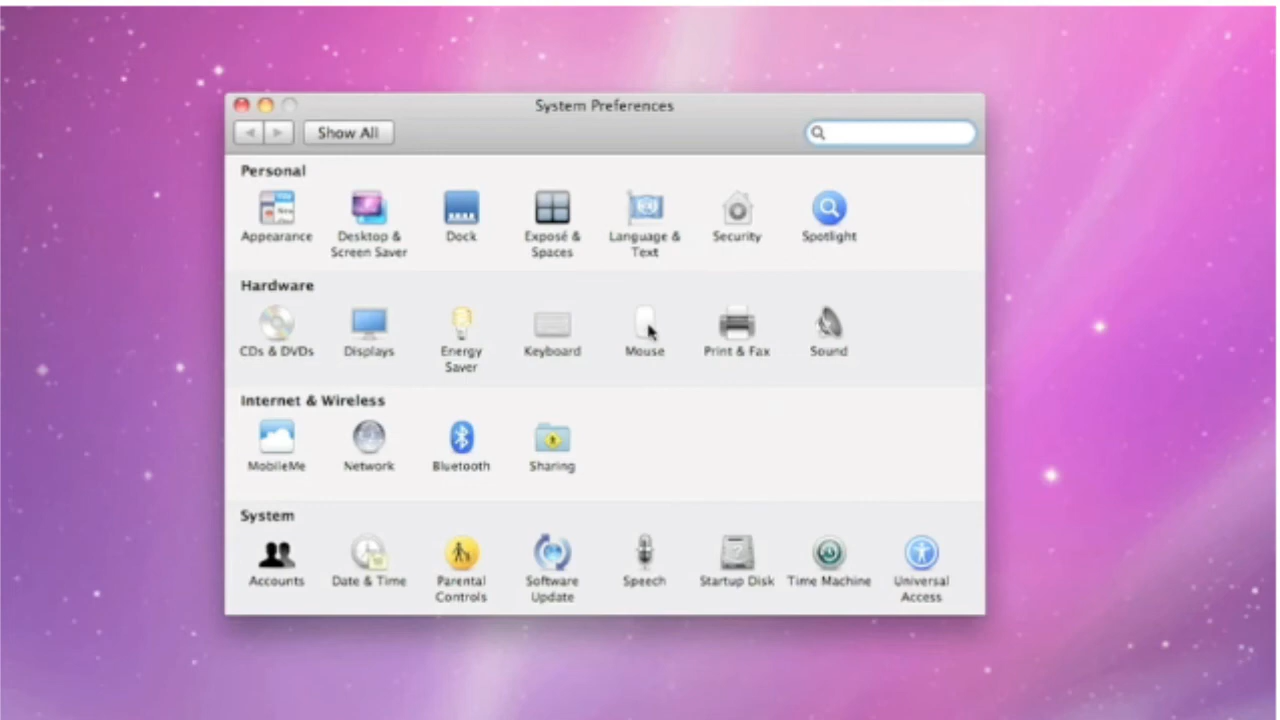 System Preferences
Show All
Personal
Appearance
Desktop & Screen Saver
Dock
Exposé & Spaces
Language & Text
Security
Spotlight
Hardware
CDs & DVDs
Displays
Energy Saver
Keyboard
Mouse
Print & Fax
Sound
Internet & Wireless
MobileMe
Network
Bluetooth
Sharing
System
Accounts
Date & Time
Parental Controls
Software Update
Speech
Startup Disk
Time Machine
Universal Access